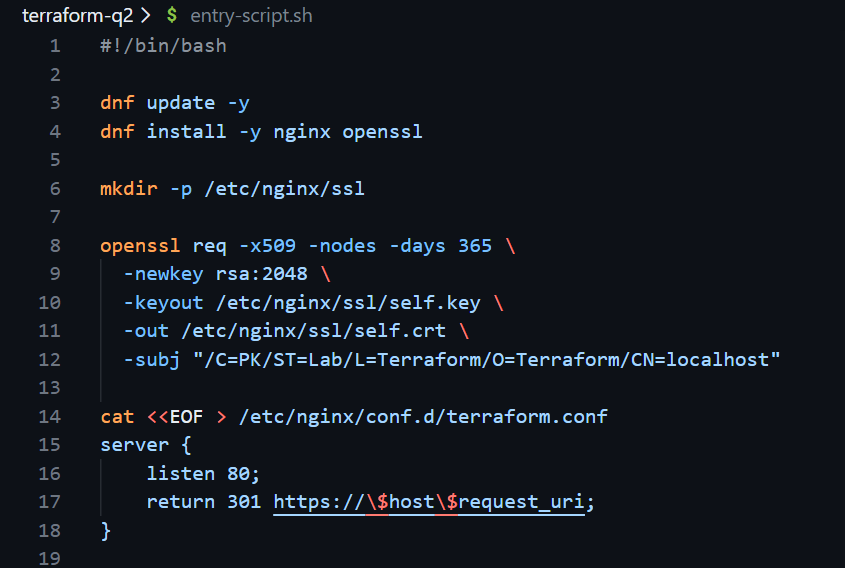 terraform-q2 > $ entry-script.sh
1 #!/bin/bash
2
3 dnf update -y
4 dnf install -y nginx openssl
5
6 mkdir -p /etc/nginx/ssl
7
8 openssl req -x509 -nodes -days 365 \
9 -newkey rsa:2048 \
10 -keyout /etc/nginx/ssl/self.key \
11 -out /etc/nginx/ssl/self.crt \
12 -subj "/C=PK/ST=Lab/L=Terraform/O=Terraform/CN=localhost"
13
14 cat <<EOF > /etc/nginx/conf.d/terraform.conf
15 server {
16 listen 80;
17 return 301 https://\$host\$request_uri;
18 }
19